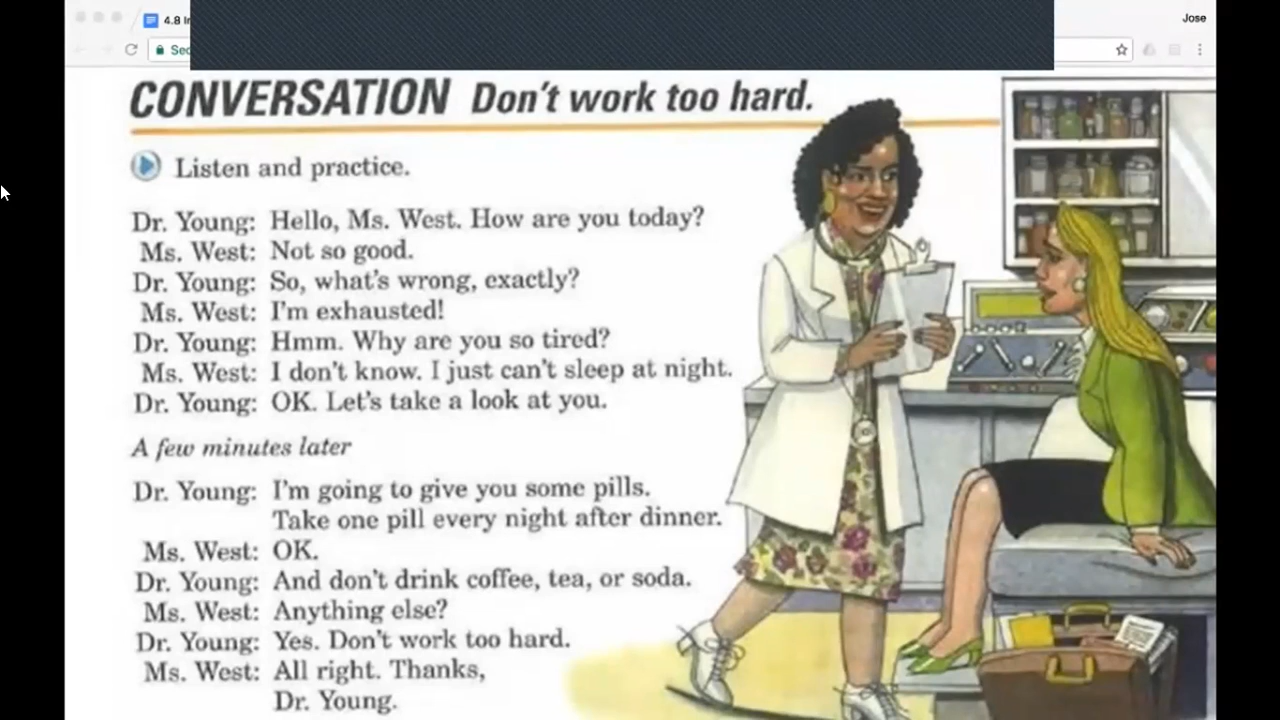 4.8 In
Jose
Sec
CONVERSATION Don't work too hard.
Listen and practice.
Dr. Young: Hello, Ms. West. How are you today?
Ms. West: Not so good.
Dr. Young: So, what's wrong, exactly?
Ms. West: I'm exhausted!
Dr. Young: Hmm. Why are you so tired?
Ms. West: I don't know. I just can't sleep at night.
Dr. Young: OK. Let's take a look at you.
A few minutes later
Dr. Young: I'm going to give you some pills.
Take one pill every night after dinner.
Ms. West: OK.
Dr. Young: And don't drink coffee, tea, or soda.
Ms. West: Anything else?
Dr. Young: Yes. Don't work too hard.
Ms. West: All right. Thanks,
Dr. Young.